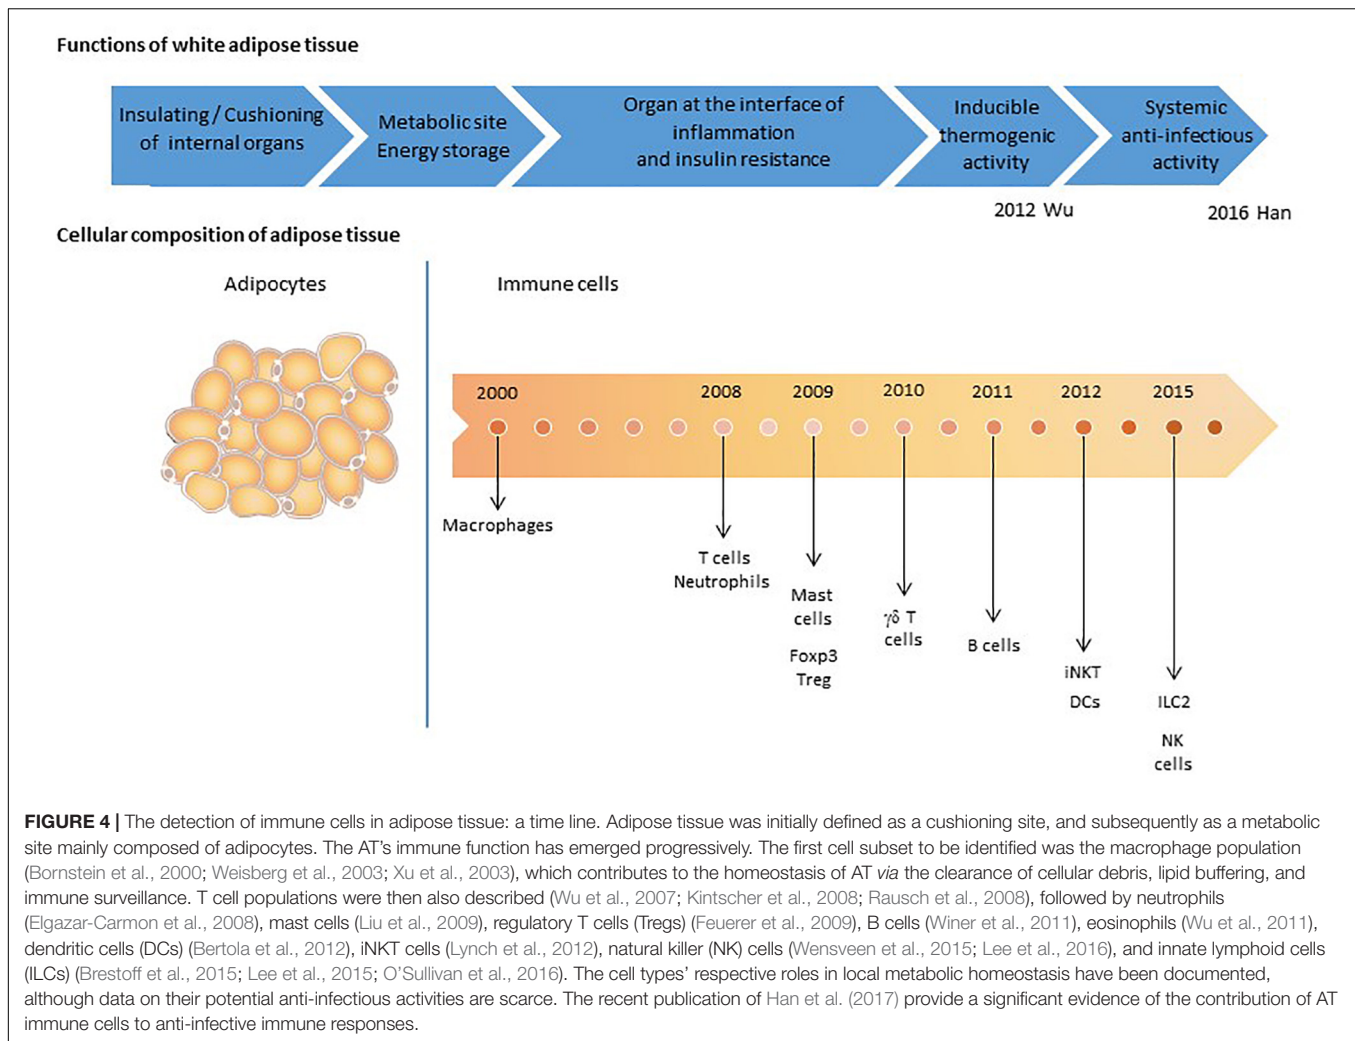 Functions of white adipose tissue
Insulating / Cushioning
of internal organs
Metabolic site
Energy storage
Organ at the interface of
inflammation
and insulin resistance
Inducible
thermogenic
activity
Systemic
anti-infectious
activity
2012 Wu
2016 Han
Cellular composition of adipose tissue
Adipocytes
Immune cells
2000
2008
2009
2010
2011
2012
2015
Macrophages
T cells
Neutrophils
Mast
cells
Foxp3
Treg
γδ T
cells
B cells
iNKT
DCs
ILC2
NK
cells
FIGURE 4 | The detection of immune cells in adipose tissue: a time line. Adipose tissue was initially defined as a cushioning site, and subsequently as a metabolic
site mainly composed of adipocytes. The AT's immune function has emerged progressively. The first cell subset to be identified was the macrophage population
(Bornstein et al., 2000; Weisberg et al., 2003; Xu et al., 2003), which contributes to the homeostasis of AT via the clearance of cellular debris, lipid buffering, and
immune surveillance. T cell populations were then also described (Wu et al., 2007; Kintscher et al., 2008; Rausch et al., 2008), followed by neutrophils
(Elgazar-Carmon et al., 2008), mast cells (Liu et al., 2009), regulatory T cells (Tregs) (Feuerer et al., 2009), B cells (Winer et al., 2011), eosinophils (Wu et al., 2011),
dendritic cells (DCs) (Bertola et al., 2012), iNKT cells (Lynch et al., 2012), natural killer (NK) cells (Wensveen et al., 2015; Lee et al., 2016), and innate lymphoid cells
(ILCs) (Brestoff et al., 2015; Lee et al., 2015; O'Sullivan et al., 2016). The cell types' respective roles in local metabolic homeostasis have been documented,
although data on their potential anti-infectious activities are scarce. The recent publication of Han et al. (2017) provide a significant evidence of the contribution of AT
immune cells to anti-infective immune responses.